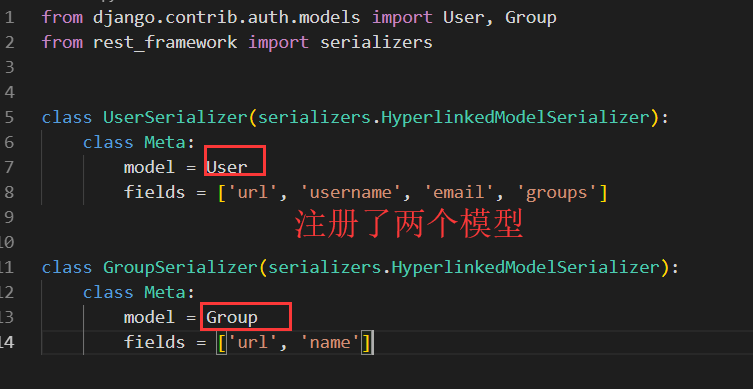 1 from django.contrib.auth.models import User, Group
2 from rest_framework import serializers
3
4
5 class UserSerializer(serializers.HyperlinkedModelSerializer):
6     class Meta:
7         model = User
8         fields = ['url', 'username', 'email', 'groups']
9
注册了两个模型
10
11 class GroupSerializer(serializers.HyperlinkedModelSerializer):
12     class Meta:
13         model = Group
14         fields = ['url', 'name']